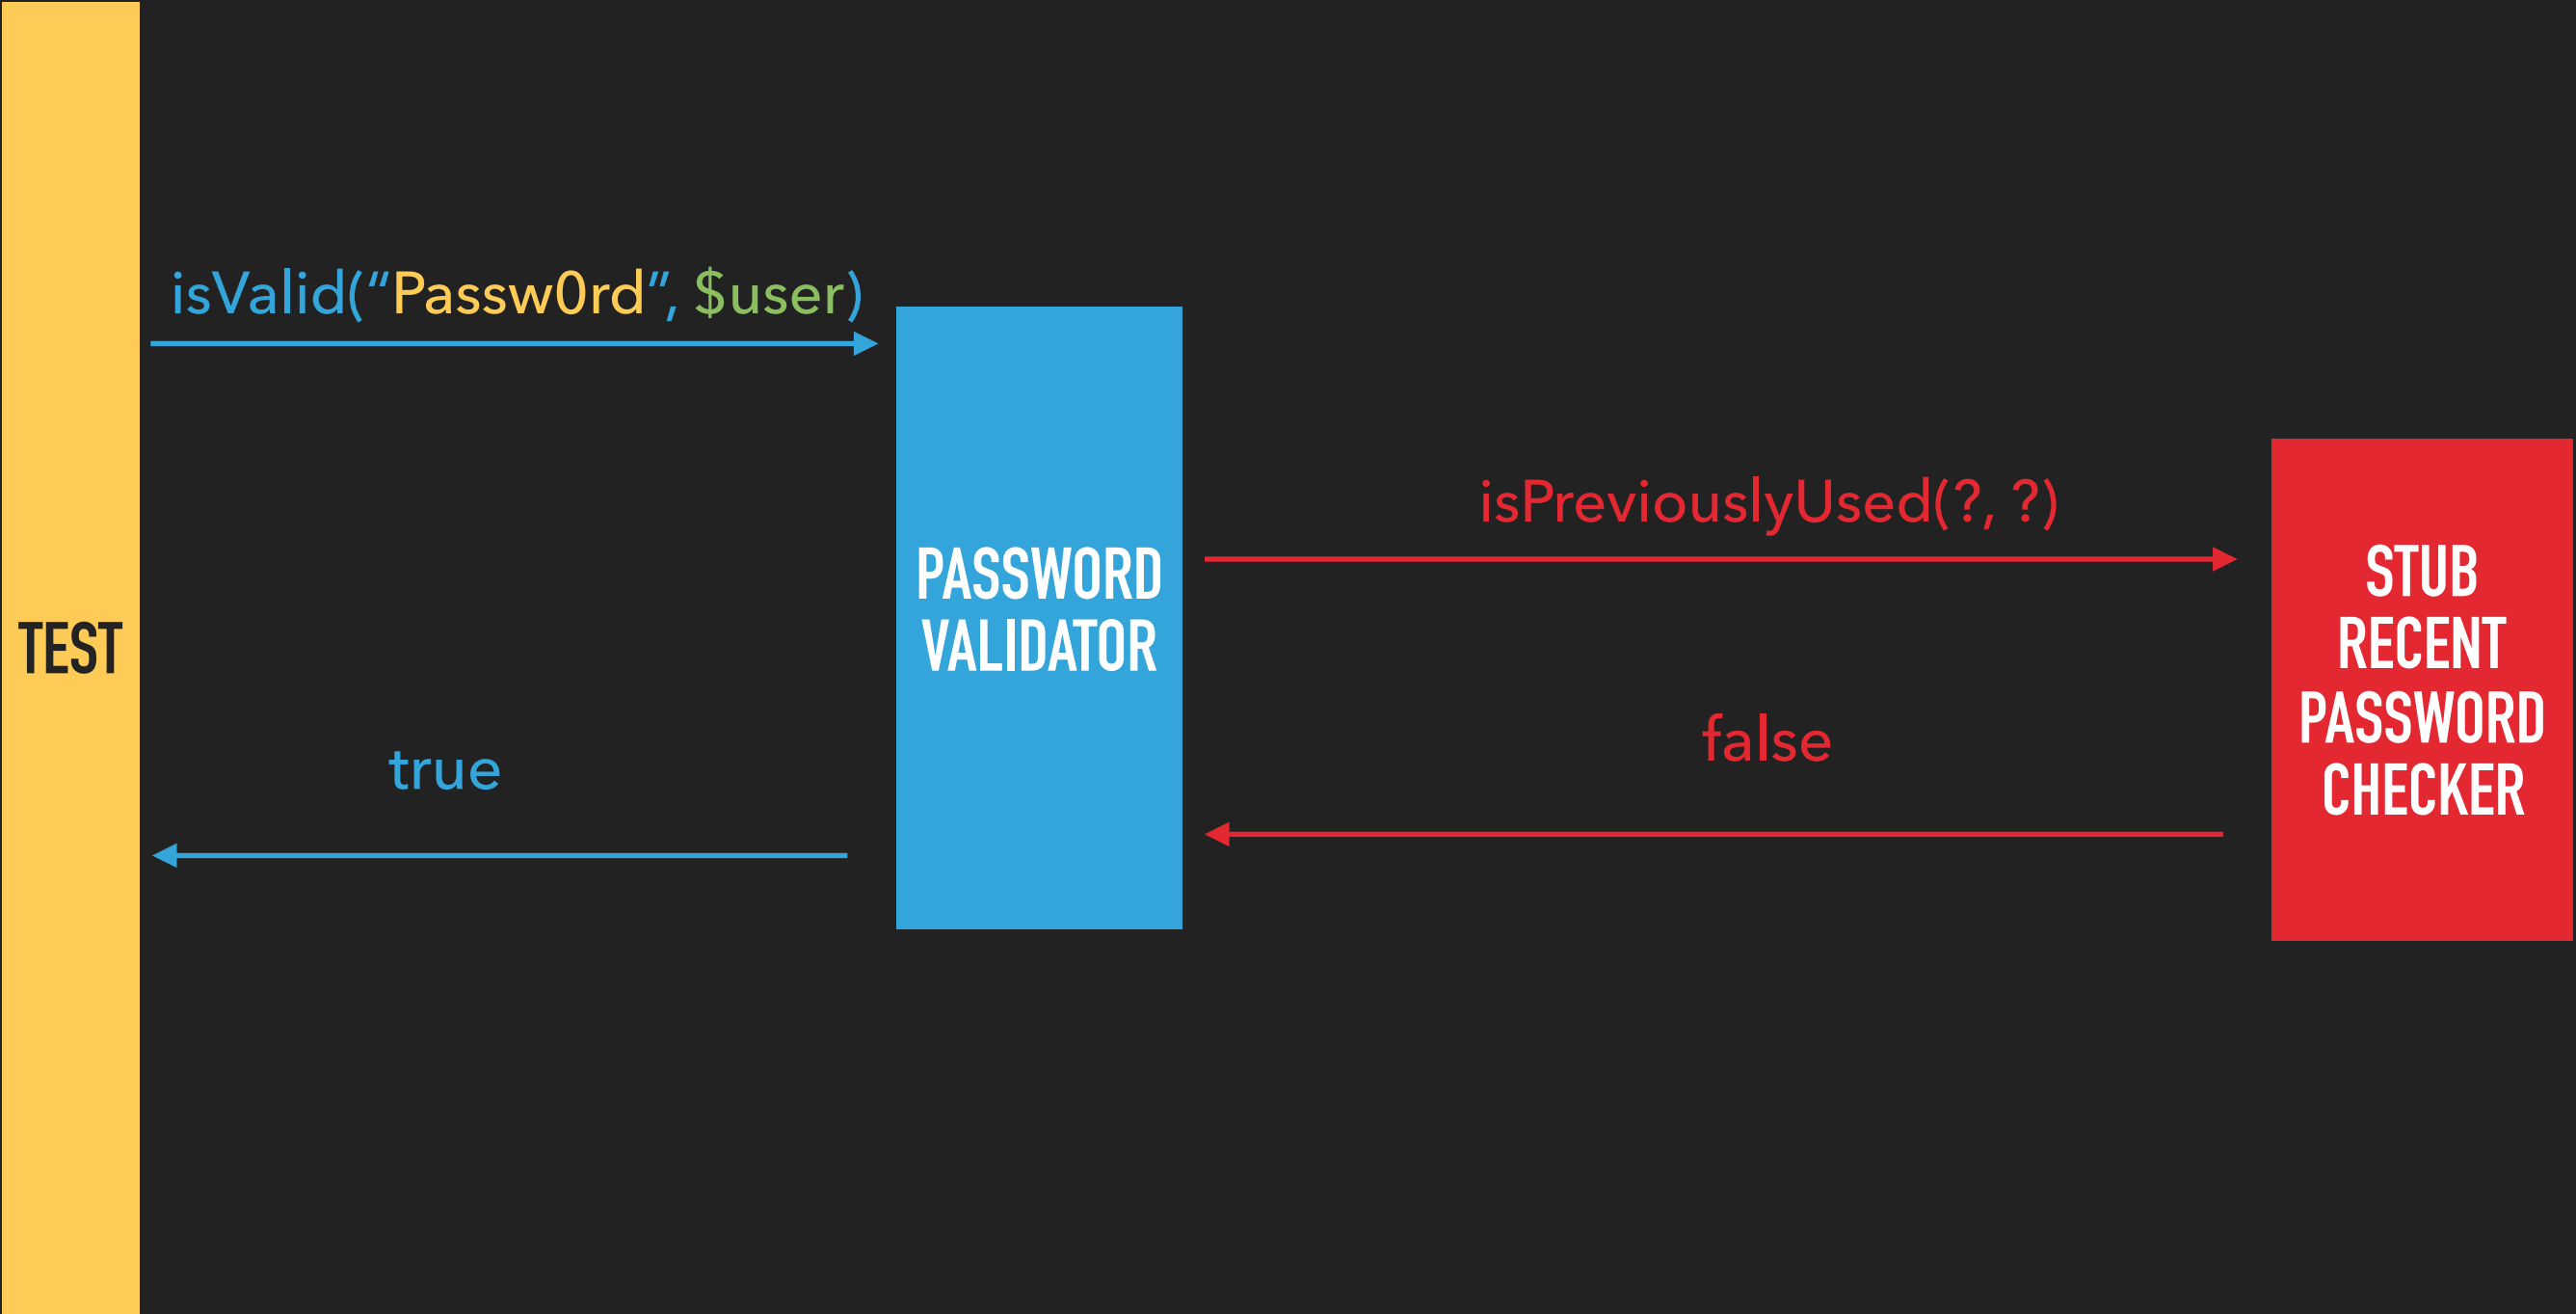 isValid(“Passw0rd”, $user)
isPreviouslyUsed(?, ?)
TEST
PASSWORD
VALIDATOR
STUB
RECENT
PASSWORD
CHECKER
true
false